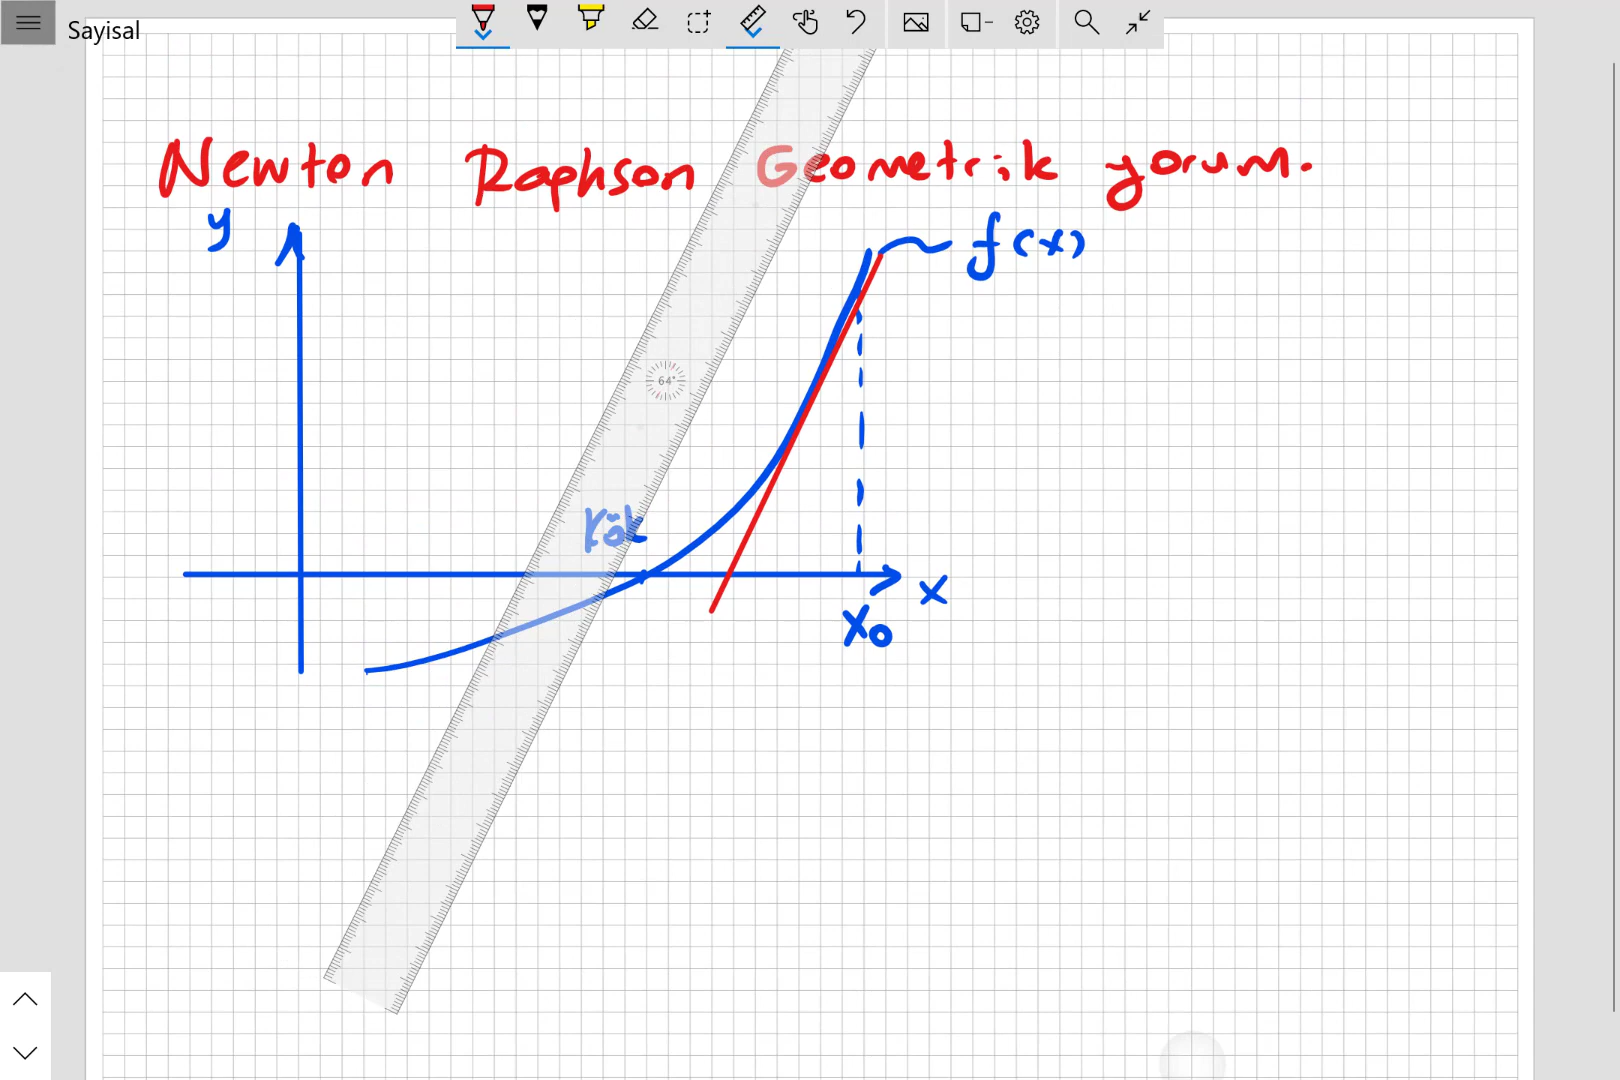 Sayisal
Newton Raphson Geometrik yorum.
y
f(x)
64°
Kök
x
x₀